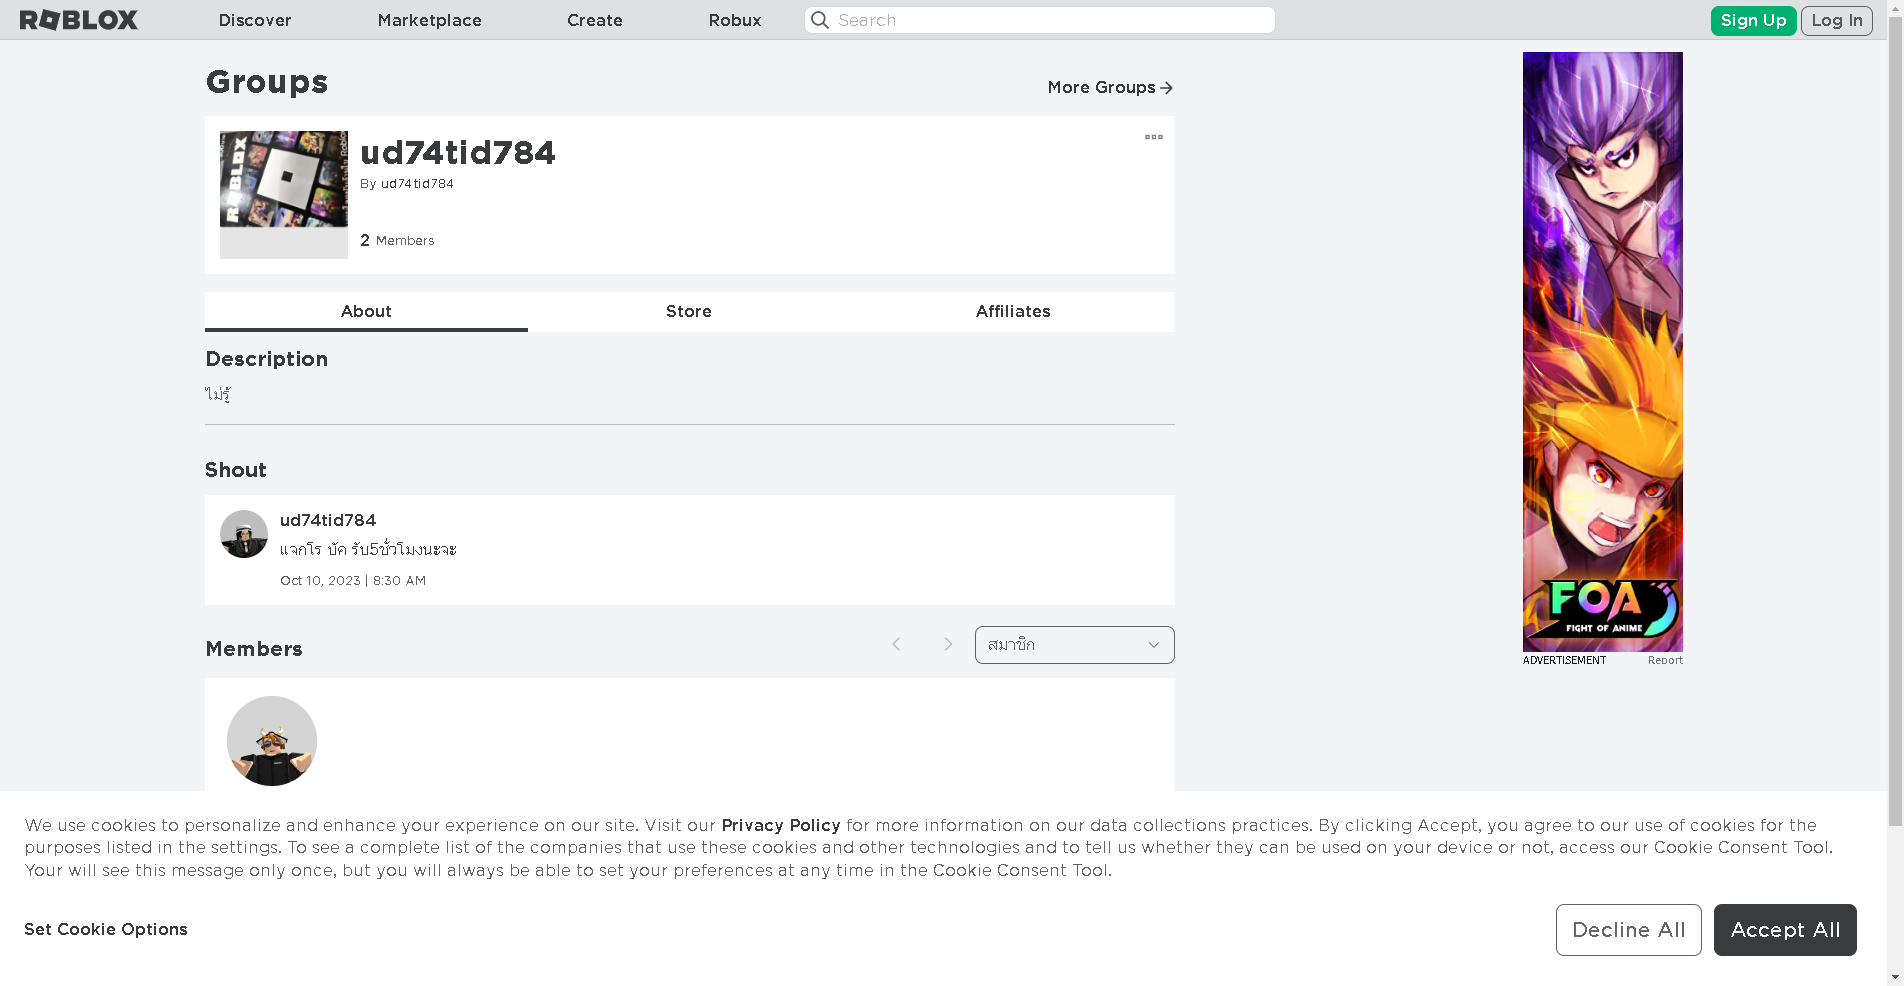 ROBLOX
Discover
Marketplace
Create
Robux
Search
Sign Up
Log In
Groups
More Groups
ROBLOX
ud74tid784
By ud74tid784
2 Members
About
Store
Affiliates
Description
ไม่รู้
Shout
ud74tid784
แจกโร บัค รับ5ชั่วโมงนะจะ
Oct 10, 2023 | 8:30 AM
Members
สมาชิก
FOA
FIGHT OF ANIME
ADVERTISEMENT
Report
We use cookies to personalize and enhance your experience on our site. Visit our Privacy Policy for more information on our data collections practices. By clicking Accept, you agree to our use of cookies for the
purposes listed in the settings. To see a complete list of the companies that use these cookies and other technologies and to tell us whether they can be used on your device or not, access our Cookie Consent Tool.
Your will see this message only once, but you will always be able to set your preferences at any time in the Cookie Consent Tool.
Set Cookie Options
Decline All
Accept All